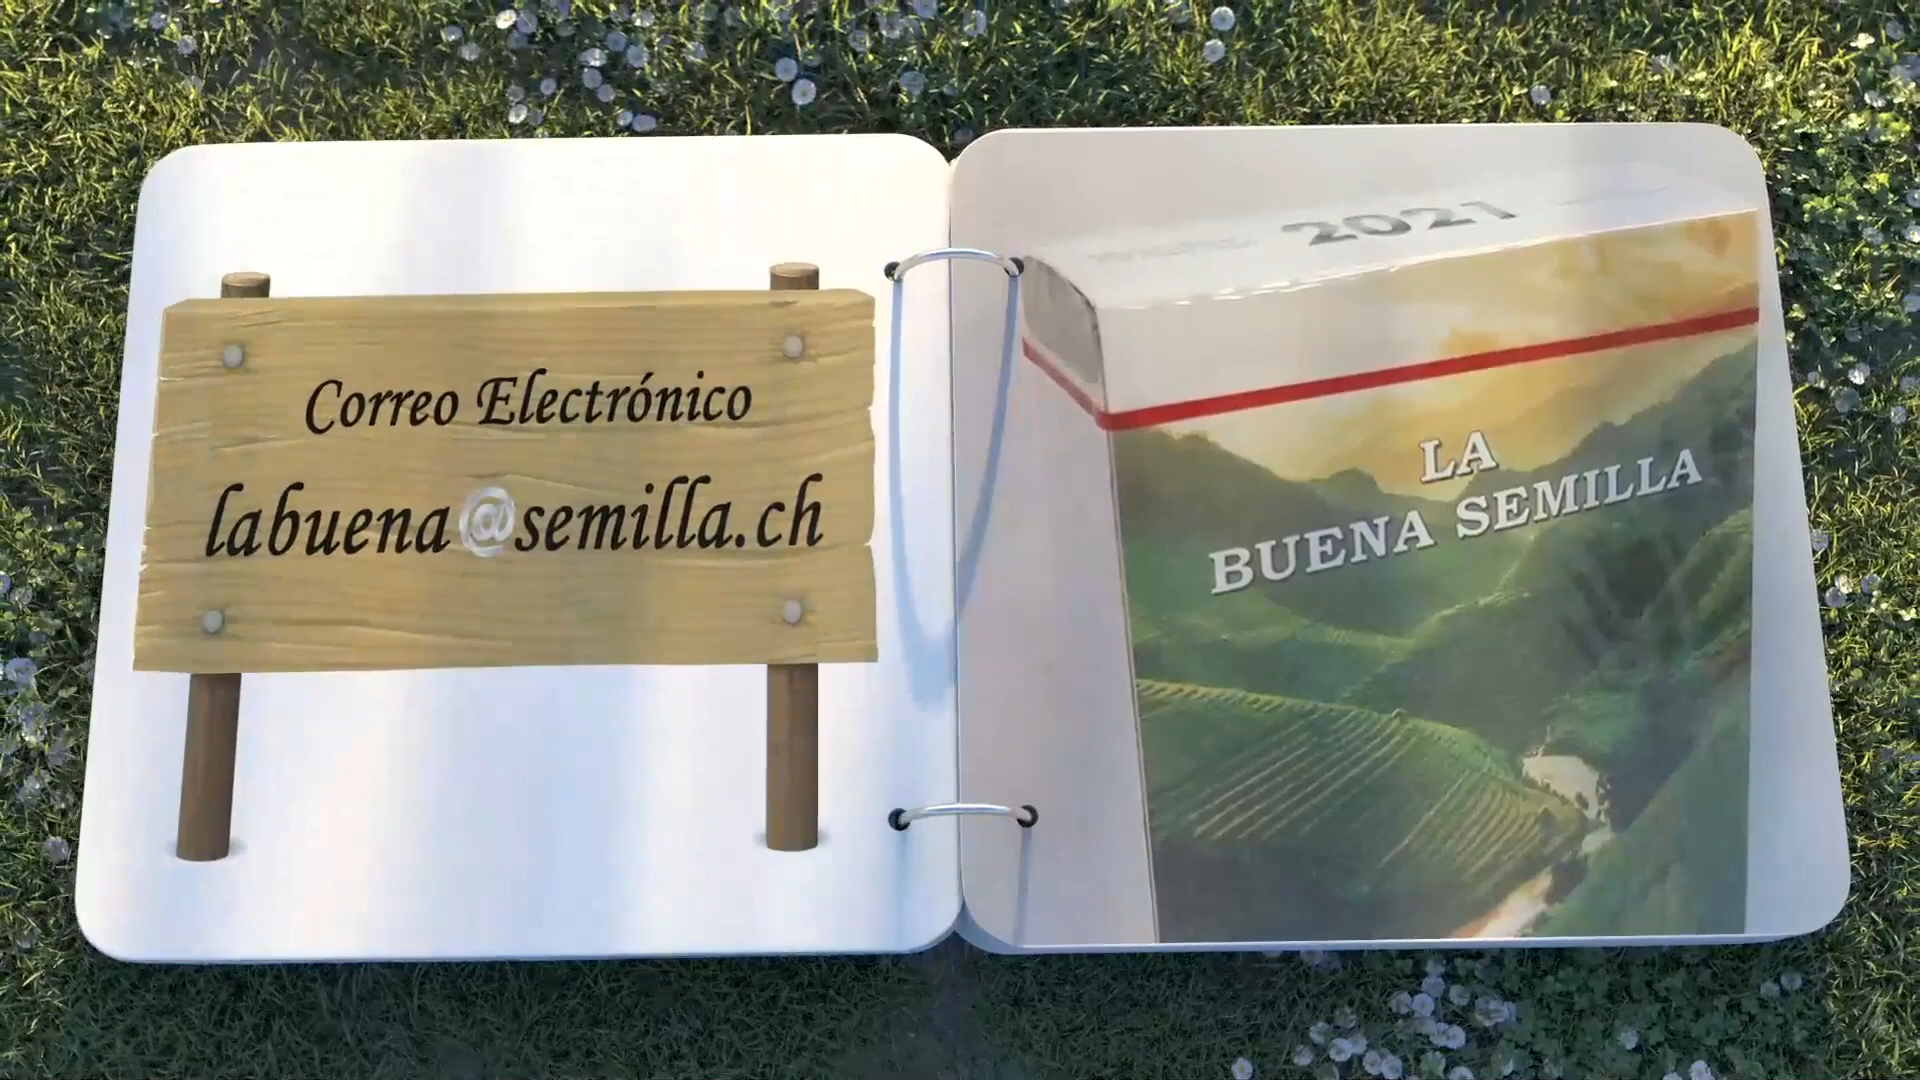 Correo Electrónico
labuena@semilla.ch
2021
LA
BUENA SEMILLA